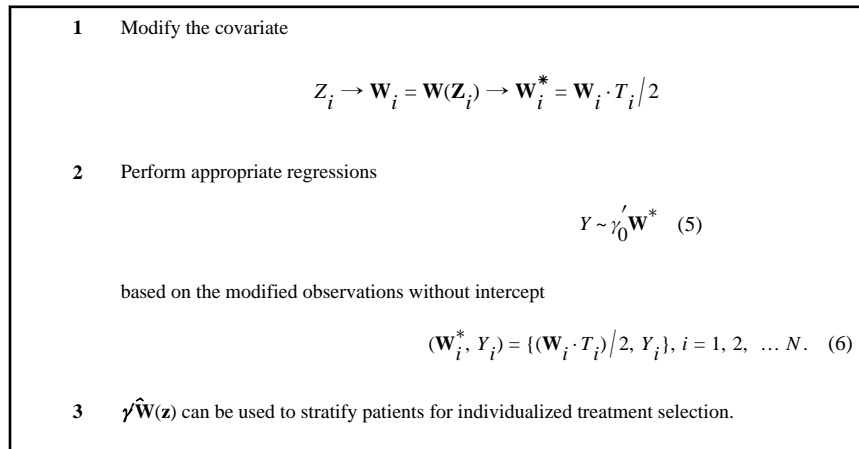 1 Modify the covariate
Z_i → W_i = W(Z_i) → W_i^* = W_i · T_i / 2
2 Perform appropriate regressions
Y ~ γ_0′ W^* (5)
based on the modified observations without intercept
(W_i^*, Y_i) = {(W_i · T_i)/2, Y_i}, i = 1, 2, … N. (6)
3 γ̂′W(z) can be used to stratify patients for individualized treatment selection.